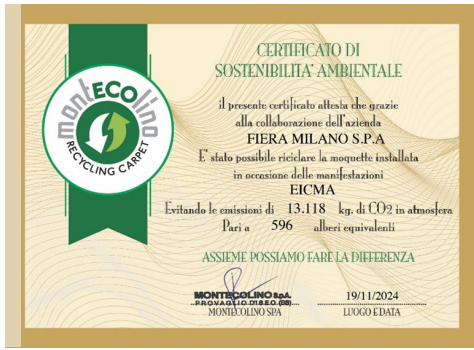 montECOlino
RECYCLING CARPET
CERTIFICATO DI
SOSTENIBILITA' AMBIENTALE
il presente certificato attesta che grazie
alla collaborazione dell'azienda
FIERA MILANO S.P.A
E' stato possibile riciclare la moquette installata
in occasione delle manifestazioni
EICMA
Evitando le emissioni di 13.118 kg. di CO2 in atmosfera
Pari a 596 alberi equivalenti
ASSIEME POSSIAMO FARE LA DIFFERENZA
MONTECOLINO S.p.A.
PROVAGLIO D'ISEO (BS)
MONTECOLINO SPA
19/11/2024
LUOGO E DATA